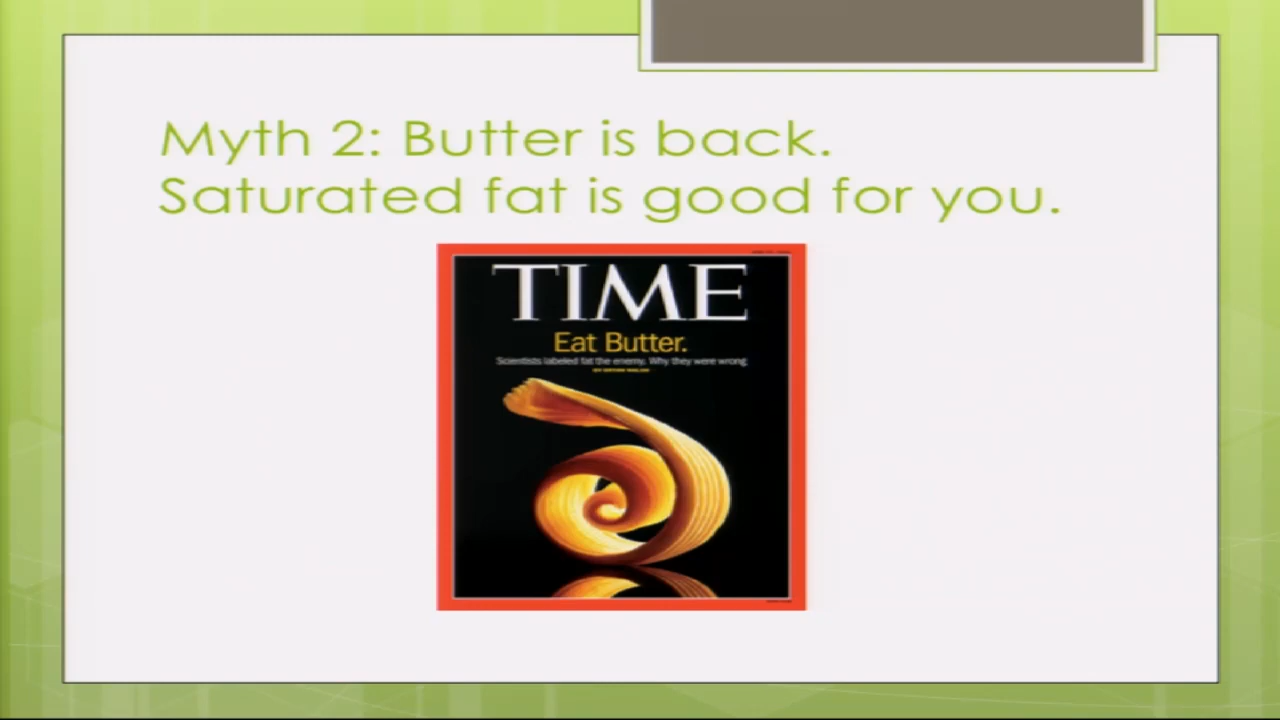 Myth 2: Butter is back.
Saturated fat is good for you.
TIME
Eat Butter.
Scientists labeled fat the enemy. Why they were wrong